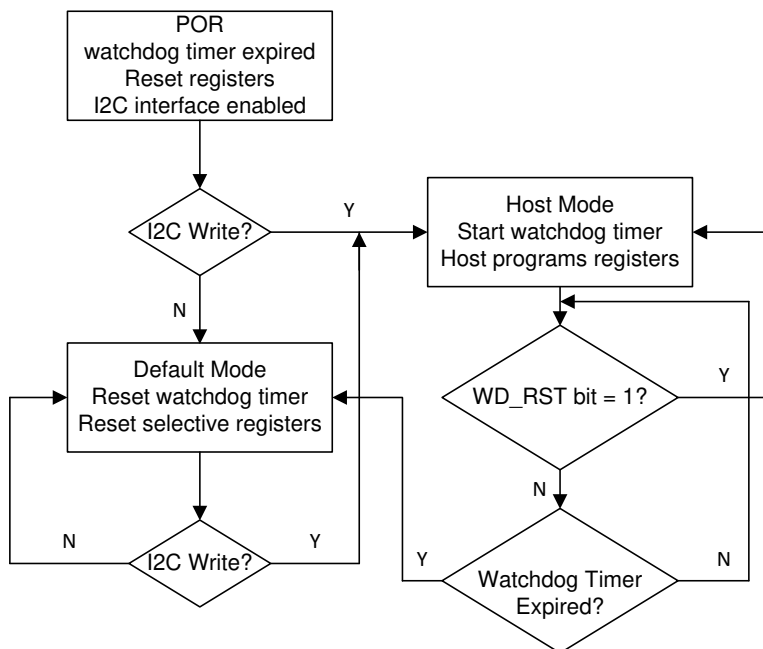 POR
watchdog timer expired
Reset registers
I2C interface enabled
I2C Write?
Y
N
Host Mode
Start watchdog timer
Host programs registers
Default Mode
Reset watchdog timer
Reset selective registers
WD_RST bit = 1?
Y
N
I2C Write?
N
Y
Watchdog Timer
Expired?
Y
N